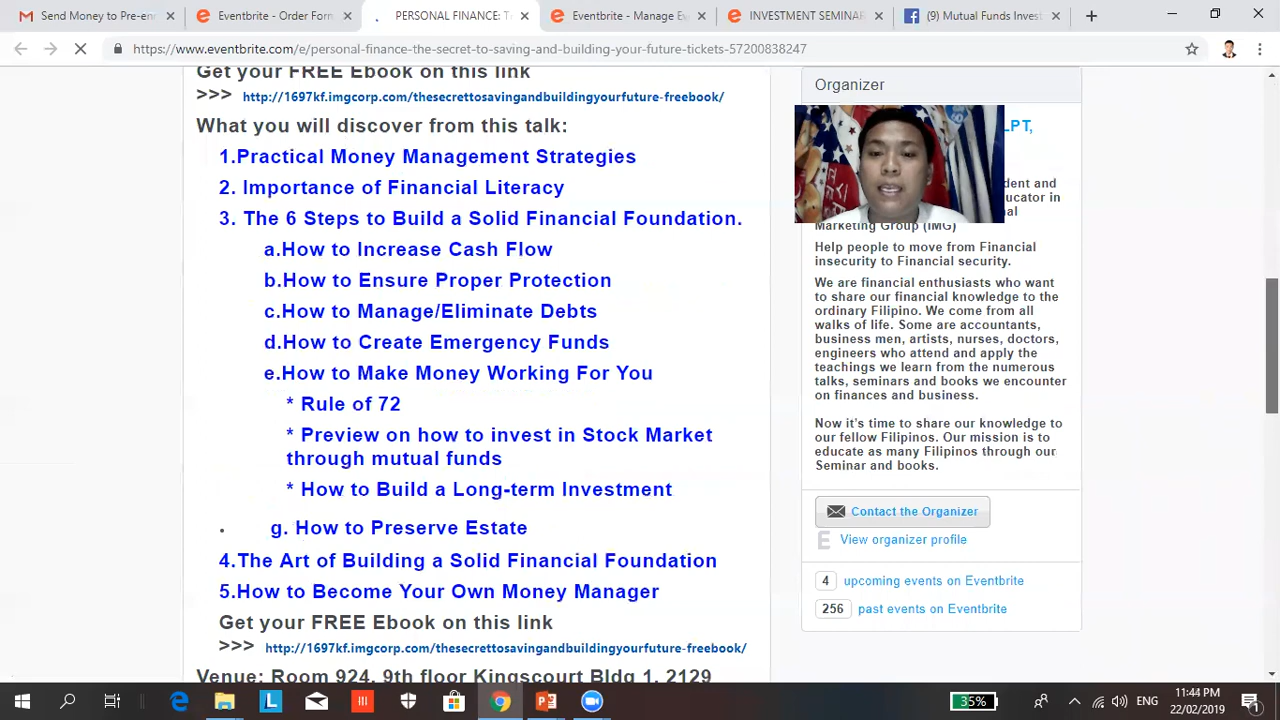 Send Money to Pre-enr
Eventbrite - Order Form
PERSONAL FINANCE: T
Eventbrite - Manage Ev
INVESTMENT SEMINAR
(9) Mutual Funds Invest
https://www.eventbrite.com/e/personal-finance-the-secret-to-saving-and-building-your-future-tickets-57200838247
Get your FREE Ebook on this link
>>> http://1697kf.imgcorp.com/thesecrettosavingandbuildingyourfuture-freebook/
What you will discover from this talk:
1.Practical Money Management Strategies
2. Importance of Financial Literacy
3. The 6 Steps to Build a Solid Financial Foundation.
a.How to Increase Cash Flow
b.How to Ensure Proper Protection
c.How to Manage/Eliminate Debts
d.How to Create Emergency Funds
e.How to Make Money Working For You
* Rule of 72
* Preview on how to invest in Stock Market
through mutual funds
* How to Build a Long-term Investment
g. How to Preserve Estate
4.The Art of Building a Solid Financial Foundation
5.How to Become Your Own Money Manager
Get your FREE Ebook on this link
>>> http://1697kf.imgcorp.com/thesecrettosavingandbuildingyourfuture-freebook/
Venue: Room 924, 9th floor Kingscourt Bldg 1, 2129
Organizer
LPT,
dent and
ucator in
nal
Marketing Group (IMG)
Help people to move from Financial
insecurity to Financial security.
We are financial enthusiasts who want
to share our financial knowledge to the
ordinary Filipino. We come from all
walks of life. Some are accountants,
business men, artists, nurses, doctors,
engineers who attend and apply the
teachings we learn from the numerous
talks, seminars and books we encounter
on finances and business.
Now it's time to share our knowledge to
our fellow Filipinos. Our mission is to
educate as many Filipinos through our
Seminar and books.
Contact the Organizer
View organizer profile
4 upcoming events on Eventbrite
256 past events on Eventbrite
35%
ENG
11:44 PM
22/02/2019